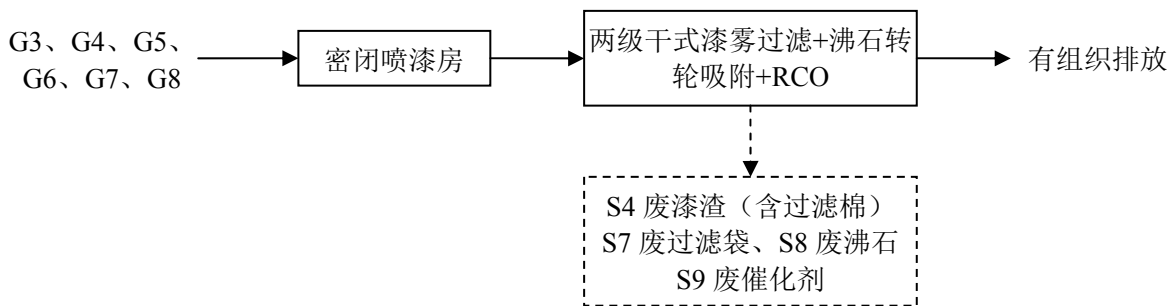 G3、G4、G5、
G6、G7、G8
密闭喷漆房
两级干式漆雾过滤+沸石转
轮吸附+RCO
有组织排放
S4 废漆渣（含过滤棉）
S7 废过滤袋、S8 废沸石
S9 废催化剂